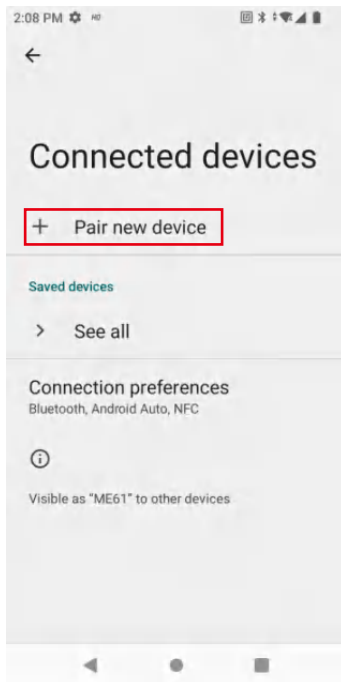 2:08 PM HD
Connected devices
Pair new device
Saved devices
See all
Connection preferences
Bluetooth, Android Auto, NFC
Visible as "ME61" to other devices